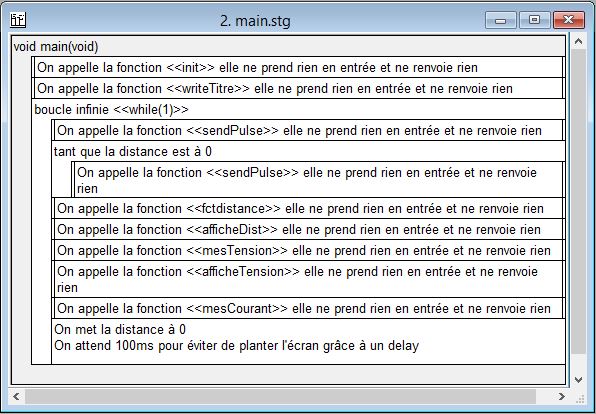 2. main.stg
void main(void)
On appelle la fonction <<init>> elle ne prend rien en entrée et ne renvoie rien
On appelle la fonction <<writeTitre>> elle ne prend rien en entrée et ne renvoie rien
boucle infinie <<while(1)>>
On appelle la fonction <<sendPulse>> elle ne prend rien en entrée et ne renvoie rien
tant que la distance est à 0
On appelle la fonction <<sendPulse>> elle ne prend rien en entrée et ne renvoie
rien
On appelle la fonction <<fctdistance>> elle ne prend rien en entrée et ne renvoie rien
On appelle la fonction <<afficheDist>> elle ne prend rien en entrée et ne renvoie rien
On appelle la fonction <<mesTension>> elle ne prend rien en entrée et ne renvoie rien
On appelle la fonction <<afficheTension>> elle ne prend rien en entrée et ne renvoie
rien
On appelle la fonction <<mesCourant>> elle ne prend rien en entrée et ne renvoie rien
On met la distance à 0
On attend 100ms pour éviter de planter l'écran grâce à un delay